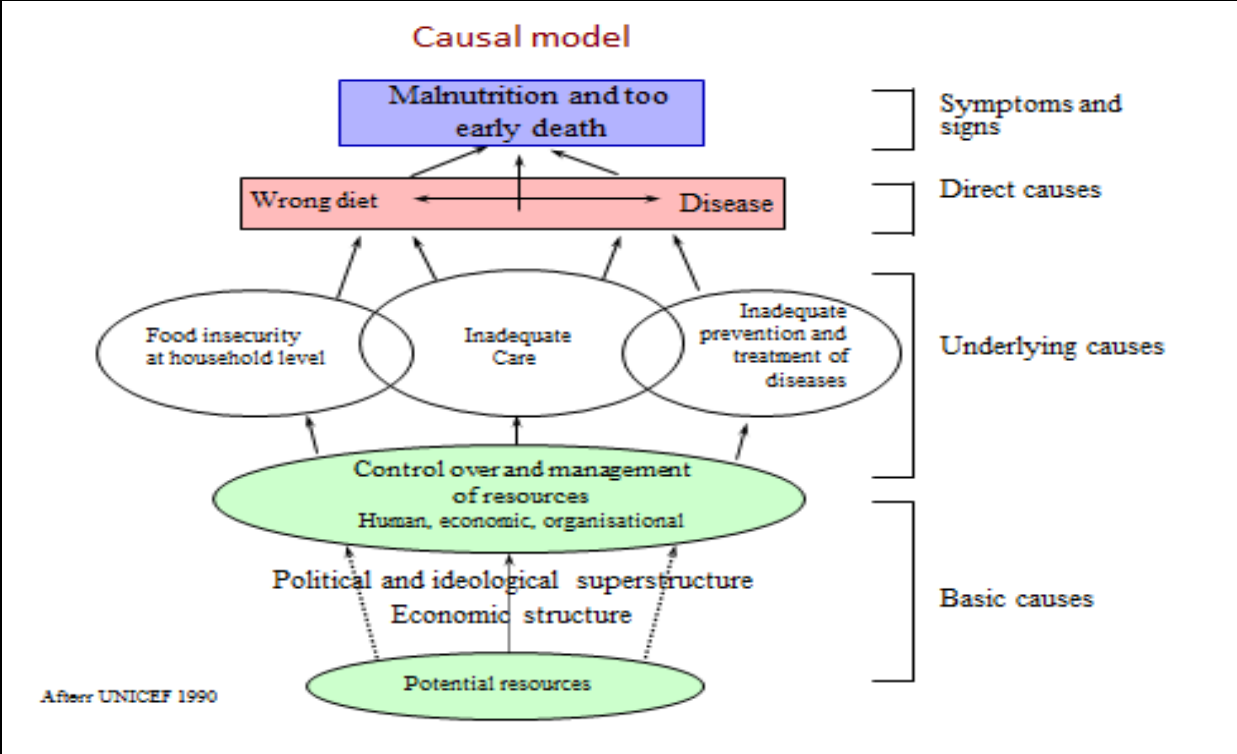 Causal model
Malnutrition and too
early death
Symptoms and
signs
Wrong diet
Disease
Direct causes
Food insecurity
at household level
Inadequate
Care
Inadequate
prevention and
treatment of
diseases
Underlying causes
Control over and management
of resources
Human, economic, organisational
Political and ideological superstructure
Economic structure
Basic causes
Potential resources
Afterr UNICEF 1990